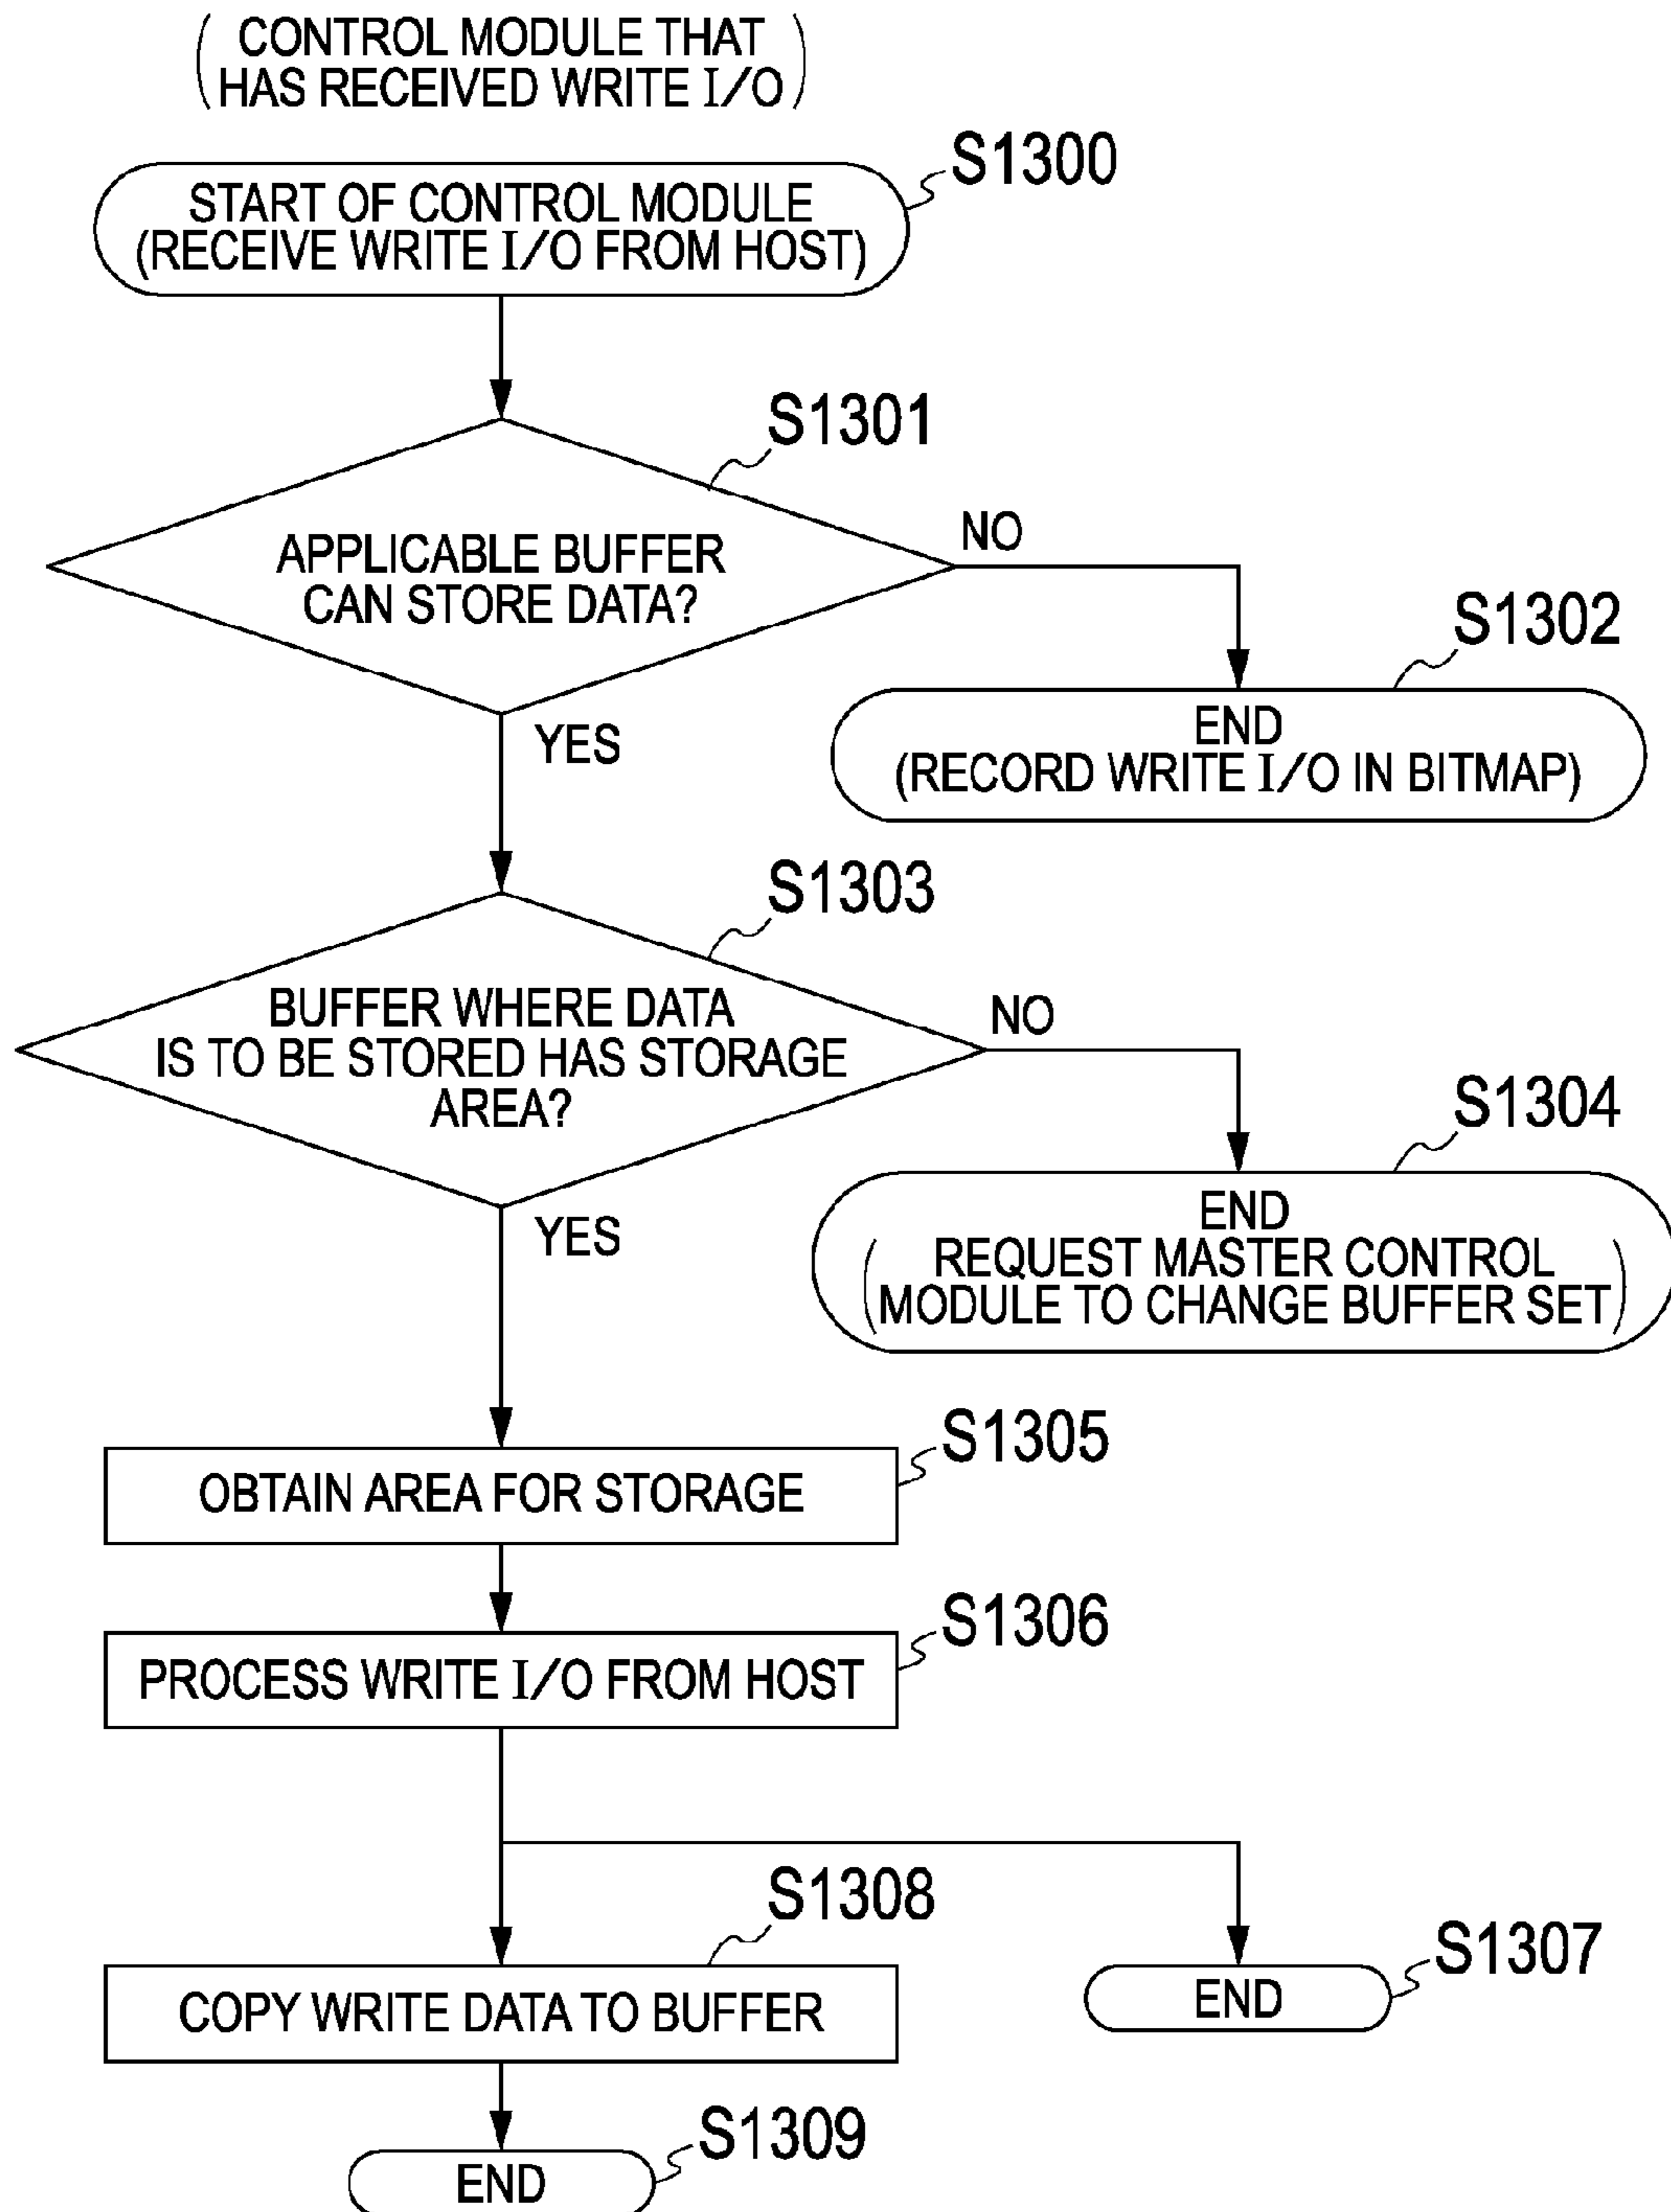 CONTROL MODULE THAT
HAS RECEIVED WRITE I/O
S1300
START OF CONTROL MODULE
(RECEIVE WRITE I/O FROM HOST)
S1301
APPLICABLE BUFFER
CAN STORE DATA?
NO
YES
S1302
END
(RECORD WRITE I/O IN BITMAP)
S1303
BUFFER WHERE DATA
IS TO BE STORED HAS STORAGE
AREA?
NO
YES
S1304
END
REQUEST MASTER CONTROL
MODULE TO CHANGE BUFFER SET
S1305
OBTAIN AREA FOR STORAGE
S1306
PROCESS WRITE I/O FROM HOST
S1308
COPY WRITE DATA TO BUFFER
S1307
END
S1309
END